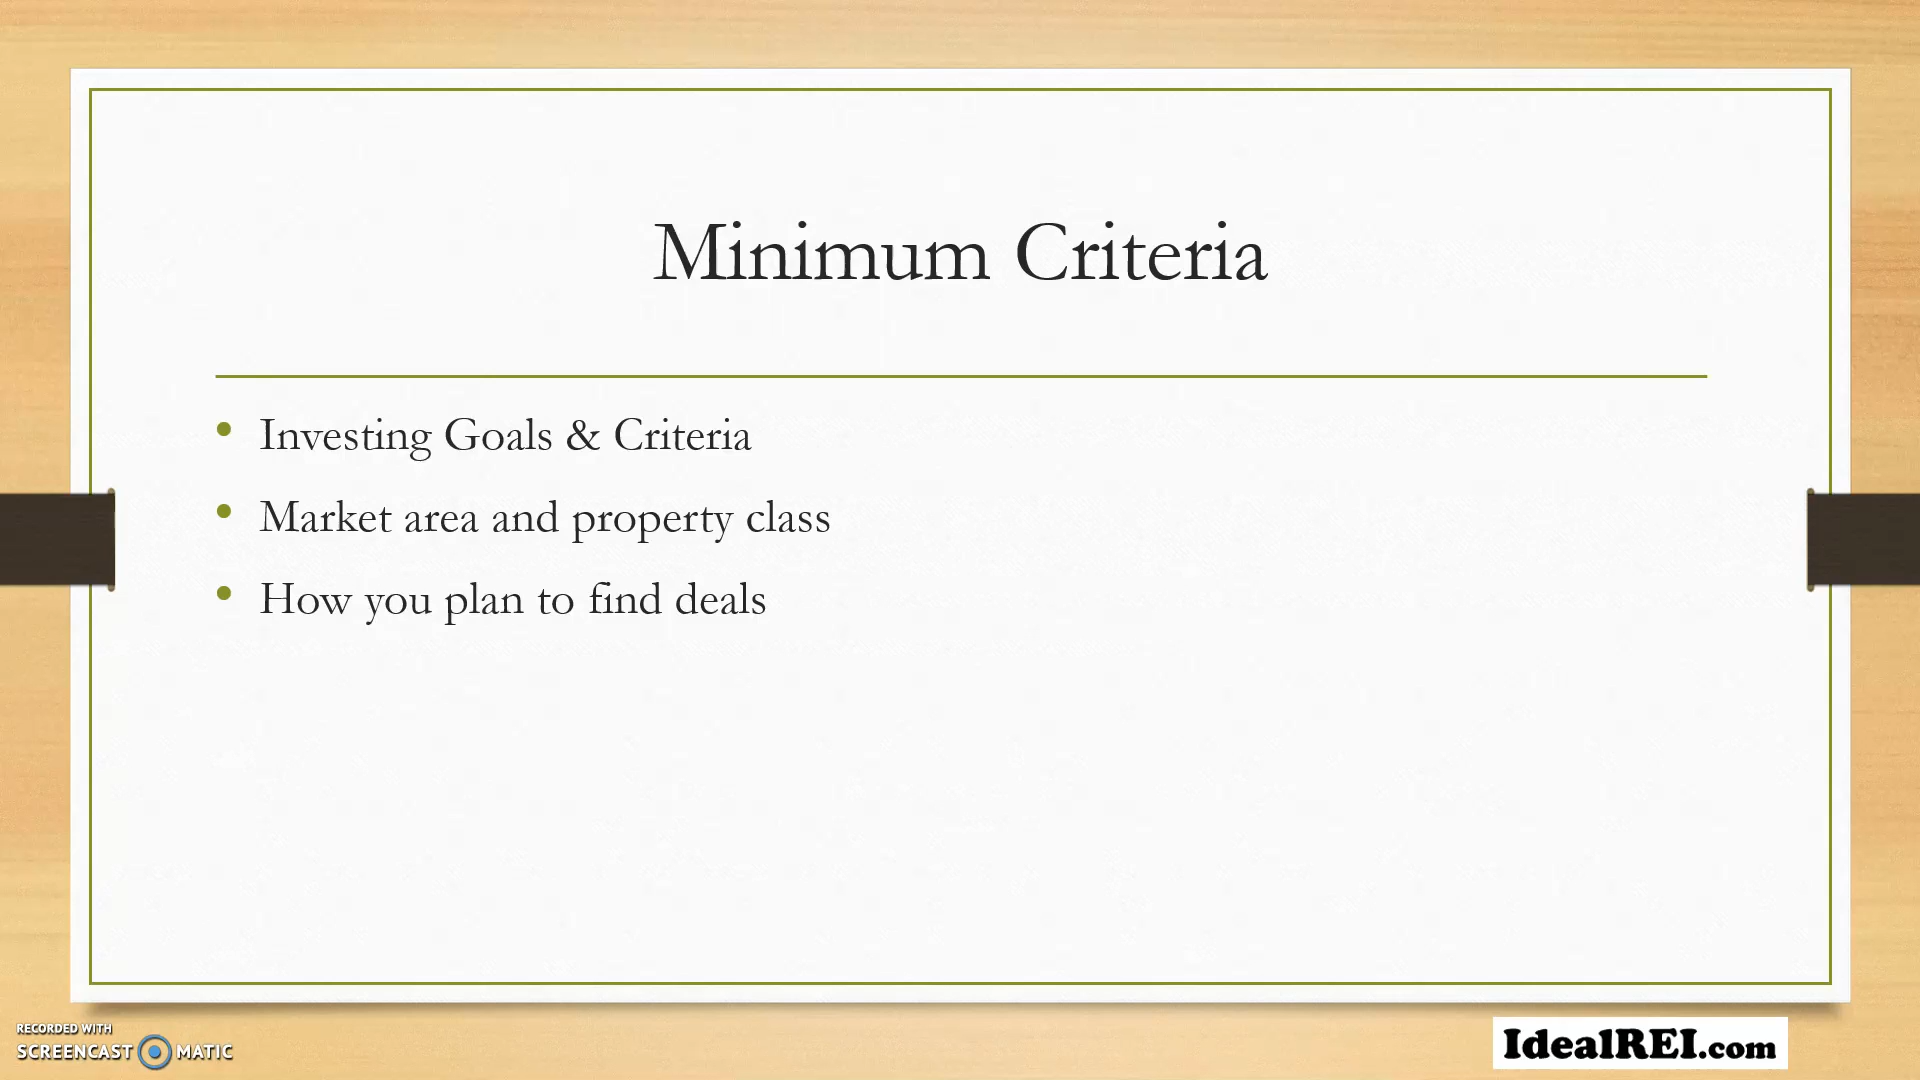 Minimum Criteria
• Investing Goals & Criteria
• Market area and property class
• How you plan to find deals
RECORDED WITH
SCREENCAST MATIC
IdealREI.com